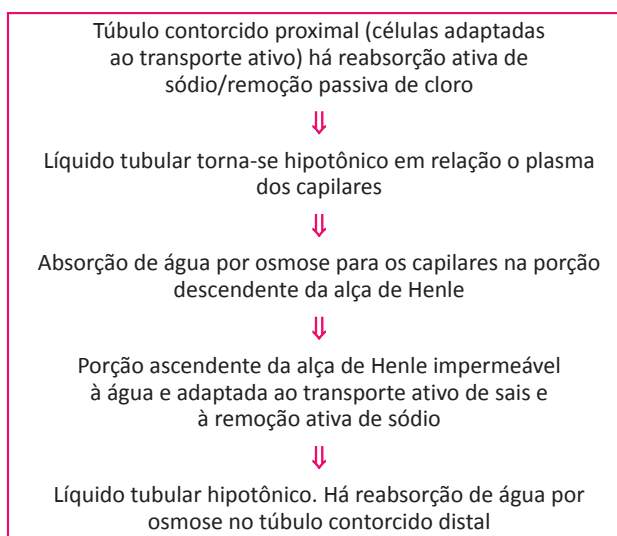 Túbulo contorcido proximal (células adaptadas
ao transporte ativo) há reabsorção ativa de
sódio/remoção passiva de cloro
⇓
Líquido tubular torna-se hipotônico em relação o plasma
dos capilares
⇓
Absorção de água por osmose para os capilares na porção
descendente da alça de Henle
⇓
Porção ascendente da alça de Henle impermeável
à água e adaptada ao transporte ativo de sais e
à remoção ativa de sódio
⇓
Líquido tubular hipotônico. Há reabsorção de água por
osmose no túbulo contorcido distal